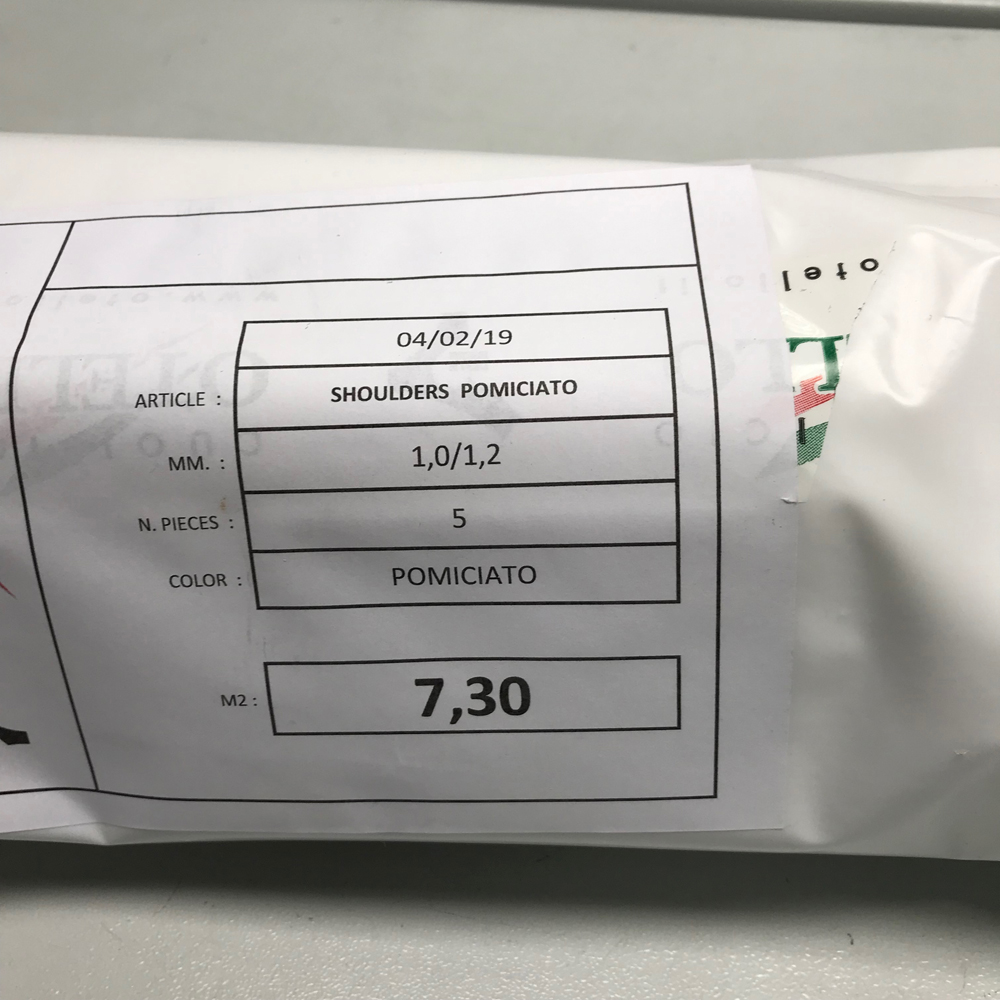 04/02/19
ARTICLE : SHOULDERS POMICIATO
MM. : 1,0/1,2
N. PIECES : 5
COLOR : POMICIATO
M2 : 7,30